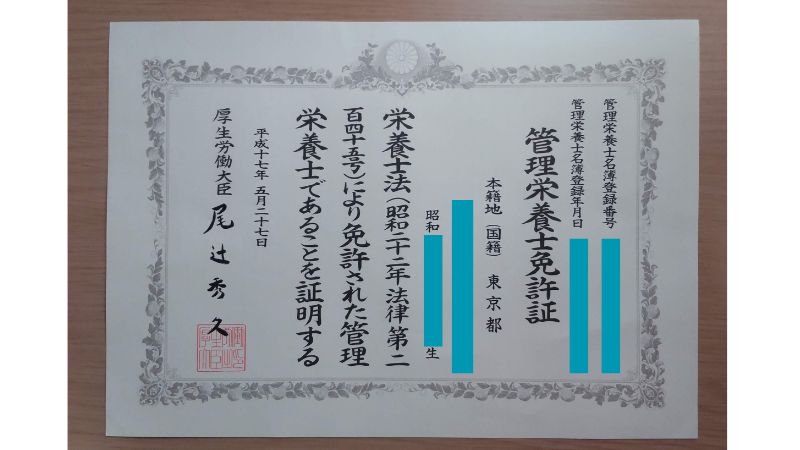 管理栄養士名簿登録番号
管理栄養士名簿登録年月日
管理栄養士免許証
本籍地（国籍） 東京都
昭和 生
栄養士法（昭和二十二年法律第二
百四十五号）により免許された管理
栄養士であることを証明する
平成十七年 五月二十七日
厚生労働大臣 尾辻秀久